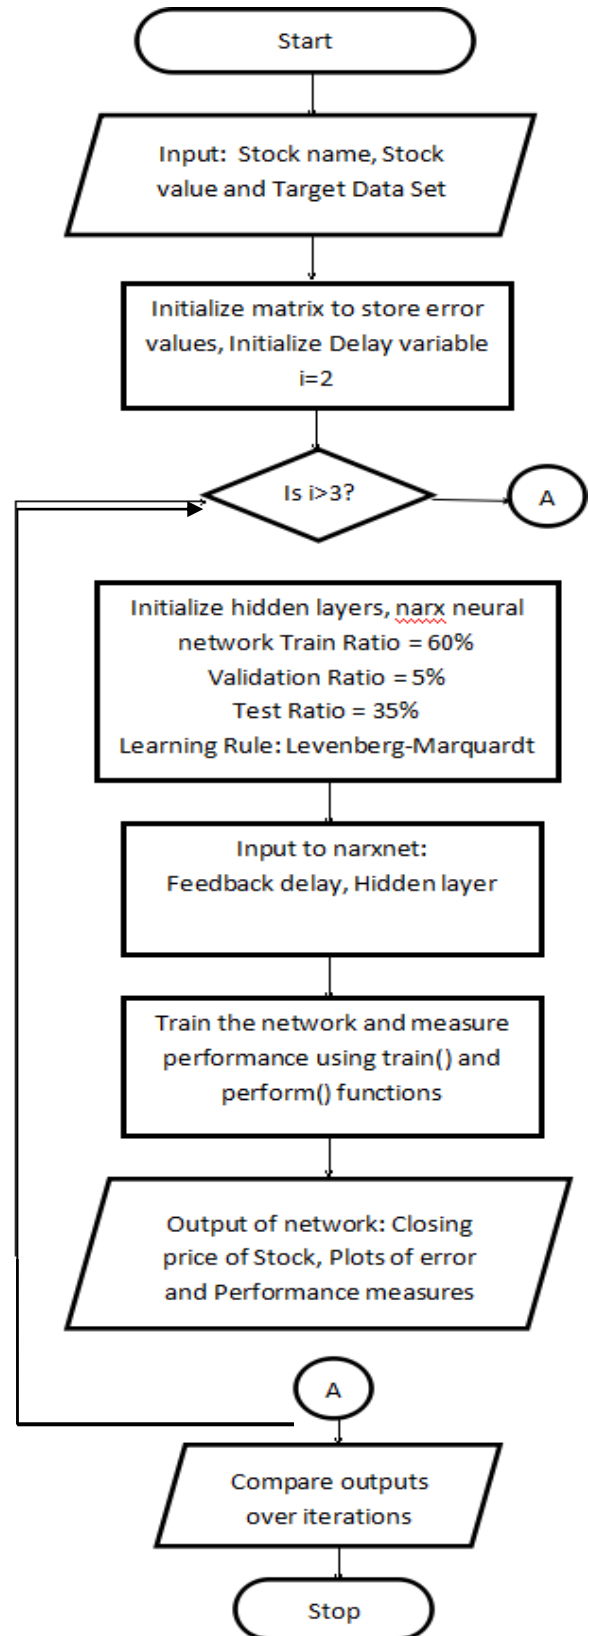 Start
Input: Stock name, Stock
value and Target Data Set
Initialize matrix to store error
values, Initialize Delay variable
i=2
Is i>3?
A
Initialize hidden layers, narx neural
network Train Ratio = 60%
Validation Ratio = 5%
Test Ratio = 35%
Learning Rule: Levenberg-Marquardt
Input to narxnet:
Feedback delay, Hidden layer
Train the network and measure
performance using train() and
perform() functions
Output of network: Closing
price of Stock, Plots of error
and Performance measures
A
Compare outputs
over iterations
Stop